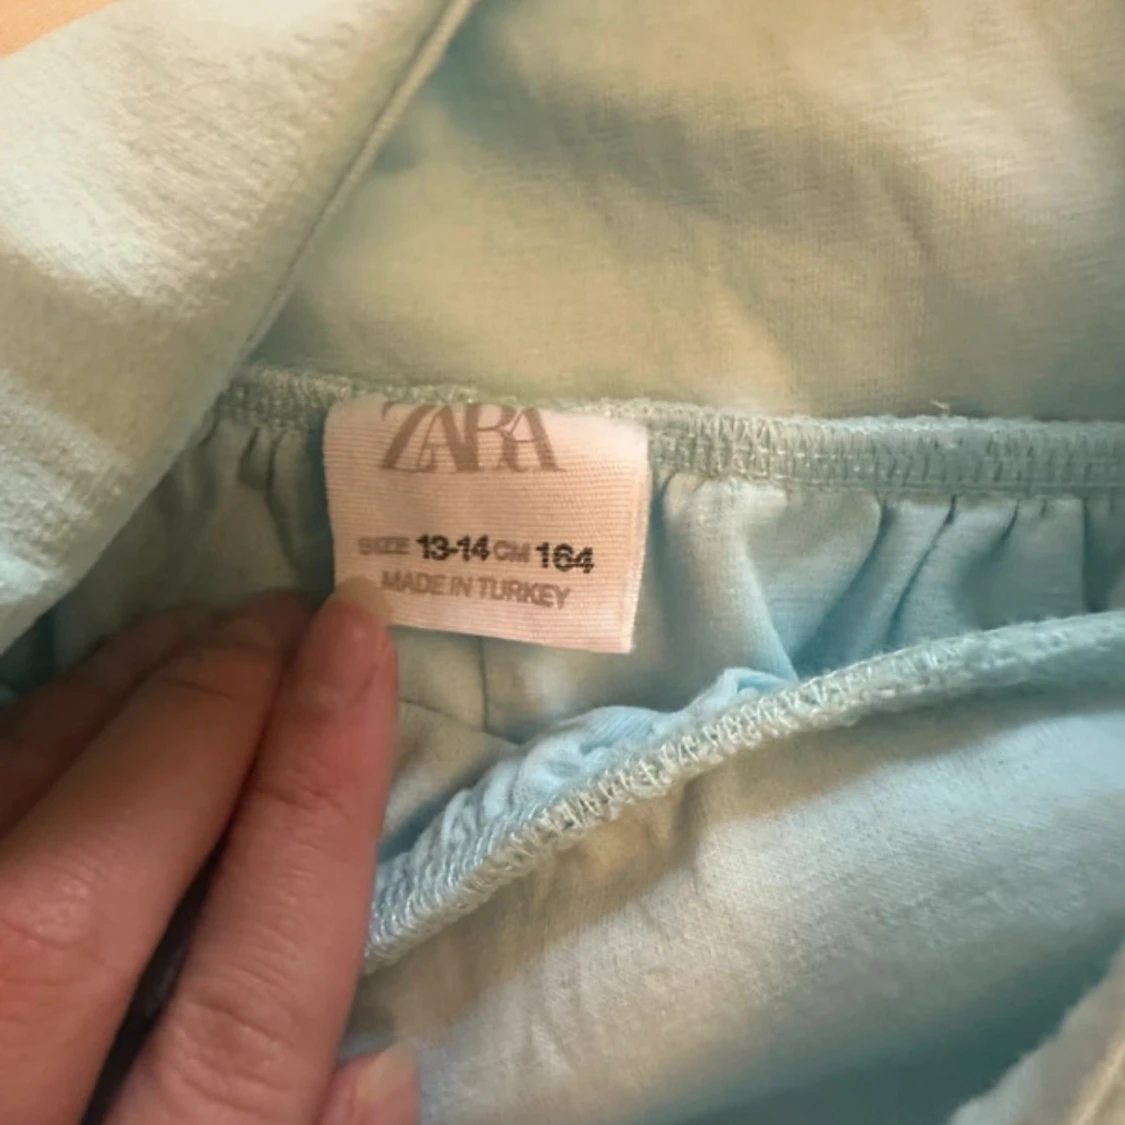 ZARA
SIZE 13-14 CM 164
MADE IN TURKEY